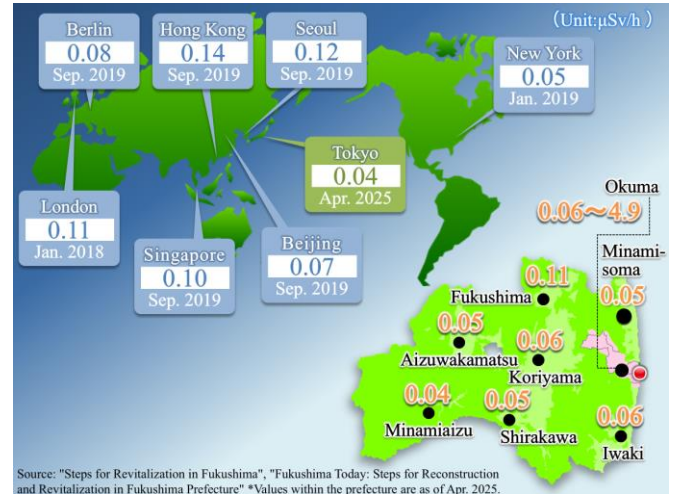 (Unit:μSv/h )
Berlin
0.08
Sep. 2019
Hong Kong
0.14
Sep. 2019
Seoul
0.12
Sep. 2019
New York
0.05
Jan. 2019
Tokyo
0.04
Apr. 2025
London
0.11
Jan. 2018
Singapore
0.10
Sep. 2019
Beijing
0.07
Sep. 2019
Okuma
0.06～4.9
Minami-
soma
0.05
0.11
Fukushima
0.05
Aizuwakamatsu
0.06
Koriyama
0.04
Minamiaizu
0.05
Shirakawa
0.06
Iwaki
Source: "Steps for Revitalization in Fukushima", "Fukushima Today: Steps for Reconstruction
and Revitalization in Fukushima Prefecture" *Values within the prefecture are as of Apr. 2025.